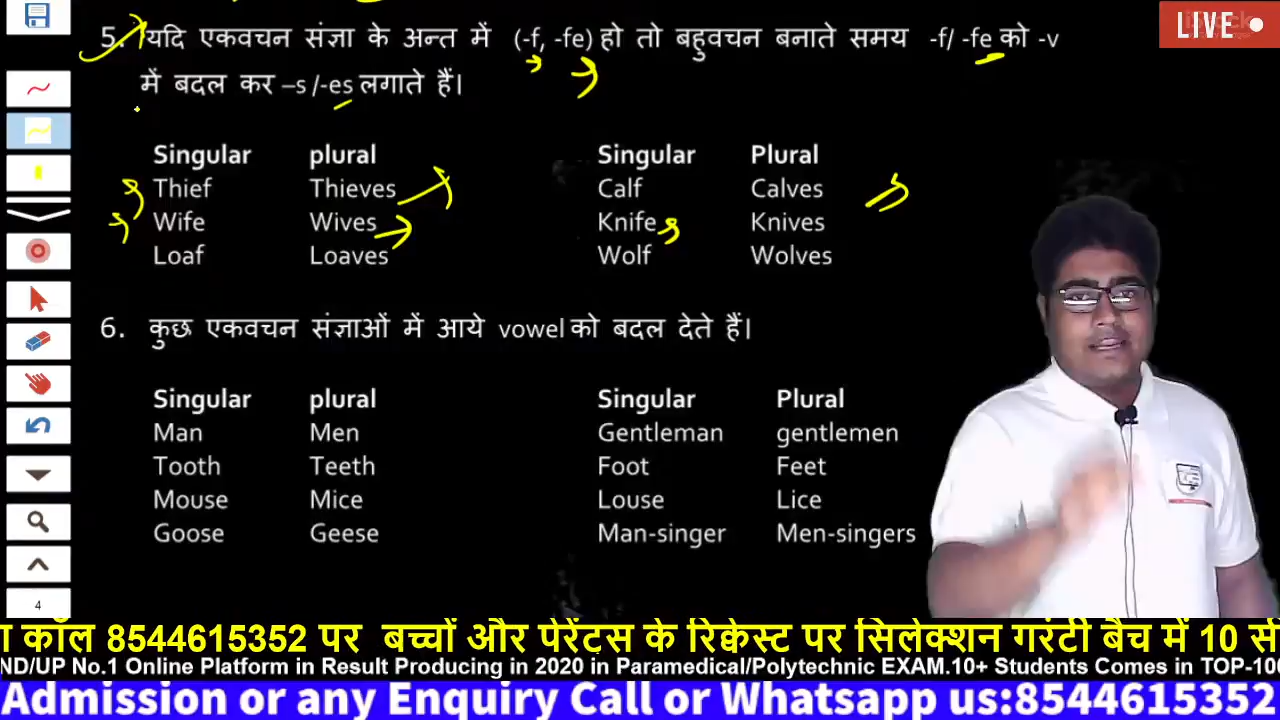 LIVE
5. यदि एकवचन संज्ञा के अन्त में (-f, -fe) हो तो बहुवचन बनाते समय -f/ -fe को -v
में बदल कर –s /-es लगाते हैं।
Singular plural Singular Plural
Thief Thieves Calf Calves
Wife Wives Knife Knives
Loaf Loaves Wolf Wolves
6. कुछ एकवचन संज्ञाओं में आये vowel को बदल देते हैं।
Singular plural Singular Plural
Man Men Gentleman gentlemen
Tooth Teeth Foot Feet
Mouse Mice Louse Lice
Goose Geese Man-singer Men-singers
4
कॉल 8544615352 पर बच्चों और पेरेंट्स के रिक्वेस्ट पर सिलेक्शन गारंटी बैच में 10
ND/UP No.1 Online Platform in Result Producing in 2020 in Paramedical/Polytechnic EXAM.10+ Students Comes in TOP-100
Admission or any Enquiry Call or Whatsapp us:8544615352